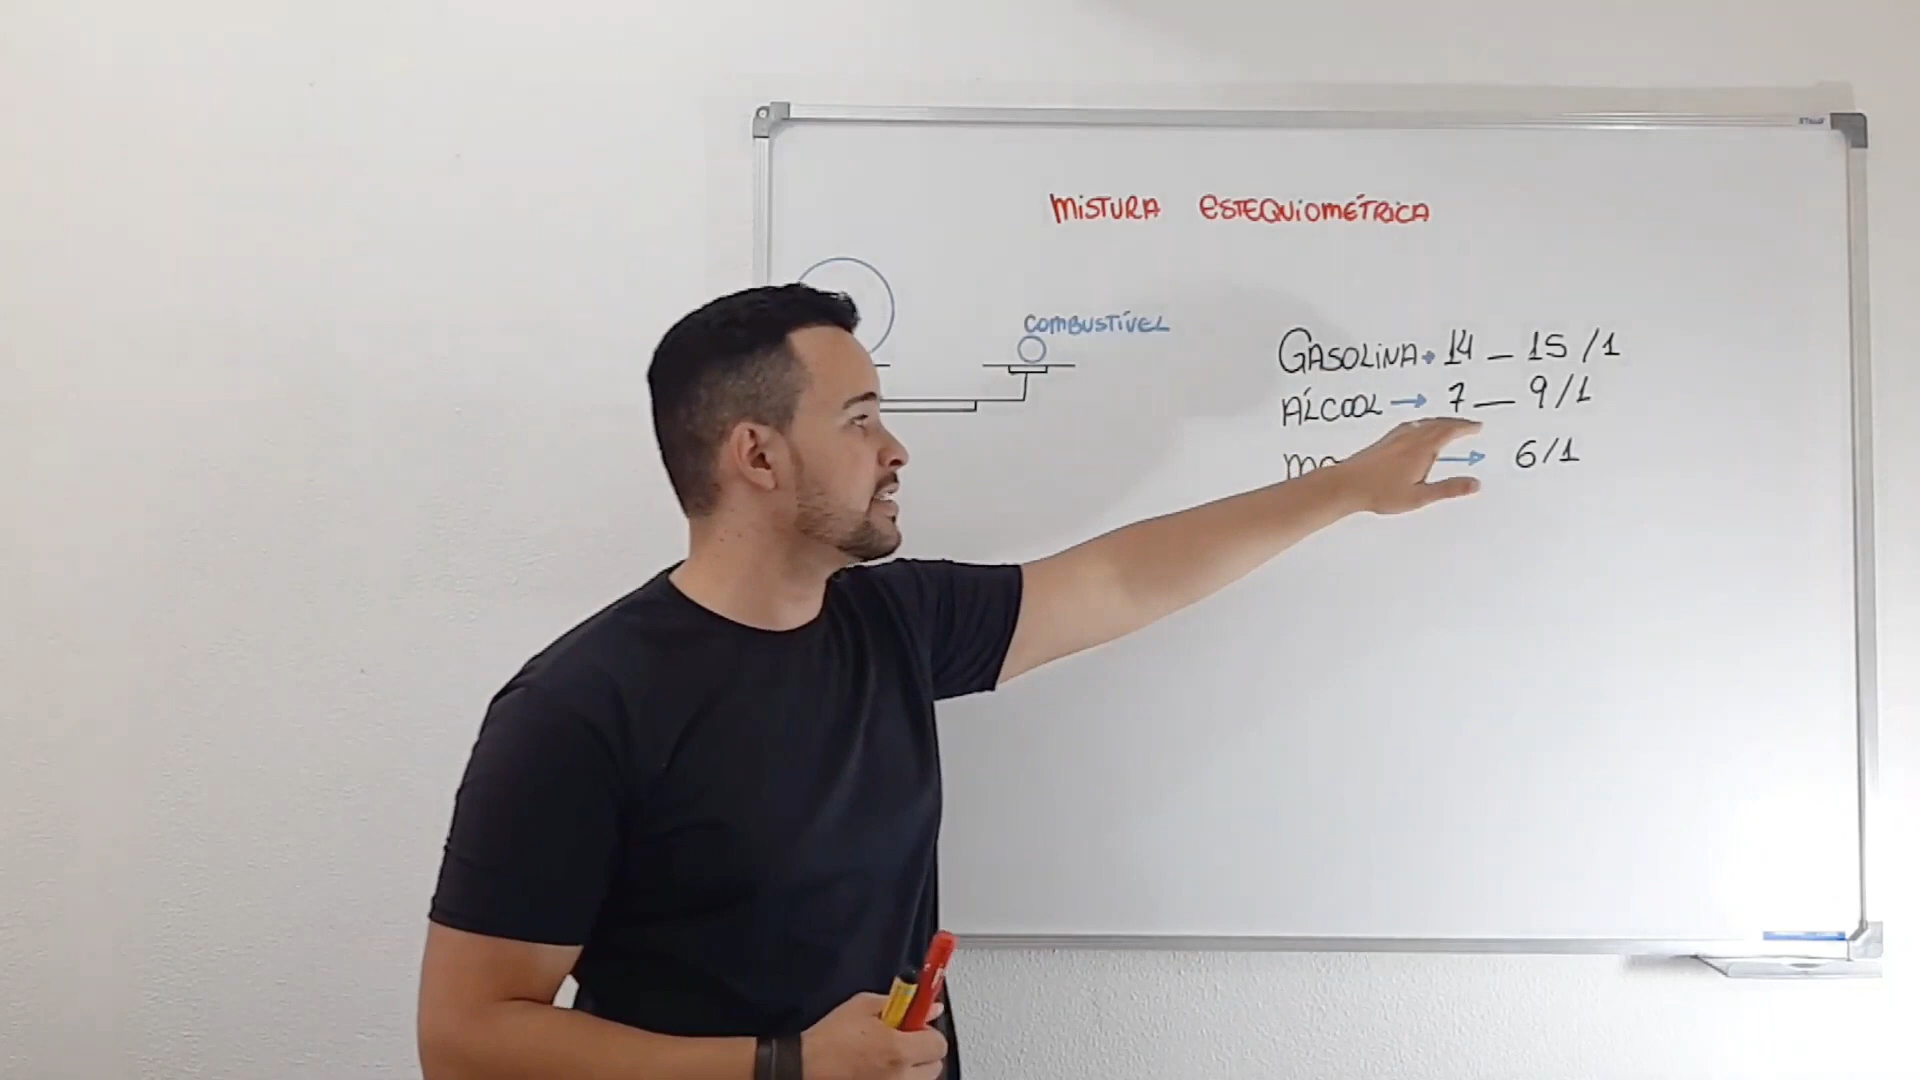 MISTURA ESTEQUIOMÉTRICA
COMBUSTÍVEL
GASOLINA → 14 — 15/1
ÁLCOOL → 7 — 9/1
→ 6/1